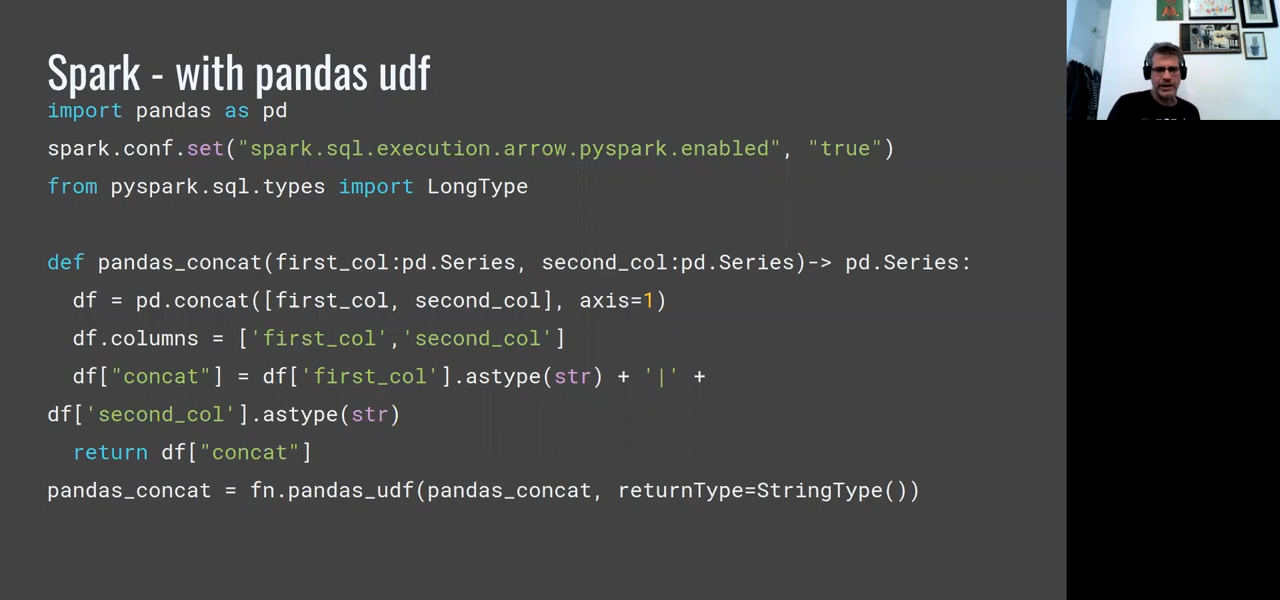 Spark - with pandas udf
import pandas as pd
spark.conf.set("spark.sql.execution.arrow.pyspark.enabled", "true")
from pyspark.sql.types import LongType
def pandas_concat(first_col:pd.Series, second_col:pd.Series)-> pd.Series:
df = pd.concat([first_col, second_col], axis=1)
df.columns = ['first_col','second_col']
df["concat"] = df['first_col'].astype(str) + '|' +
df['second_col'].astype(str)
return df["concat"]
pandas_concat = fn.pandas_udf(pandas_concat, returnType=StringType())